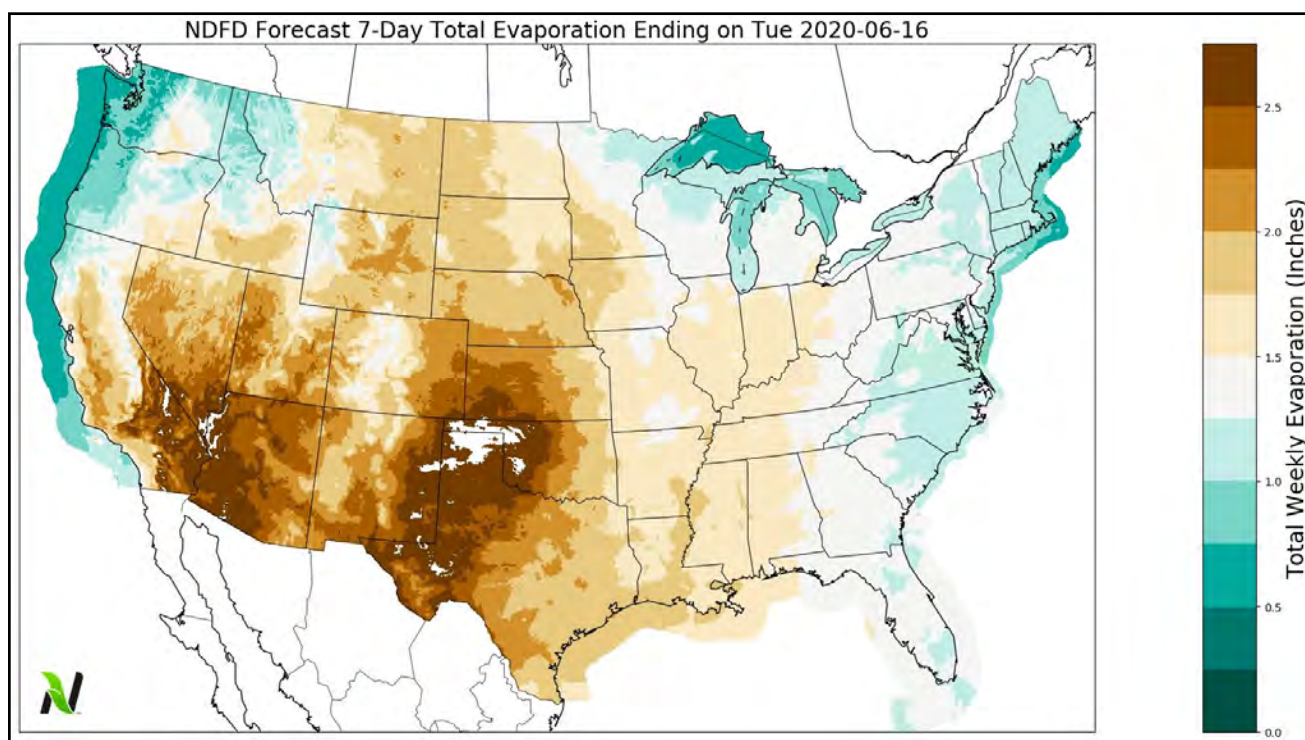 NDFD Forecast 7-Day Total Evaporation Ending on Tue 2020-06-16
2.5
2.0
1.5
1.0
0.5
0.0
Total Weekly Evaporation (Inches)
N